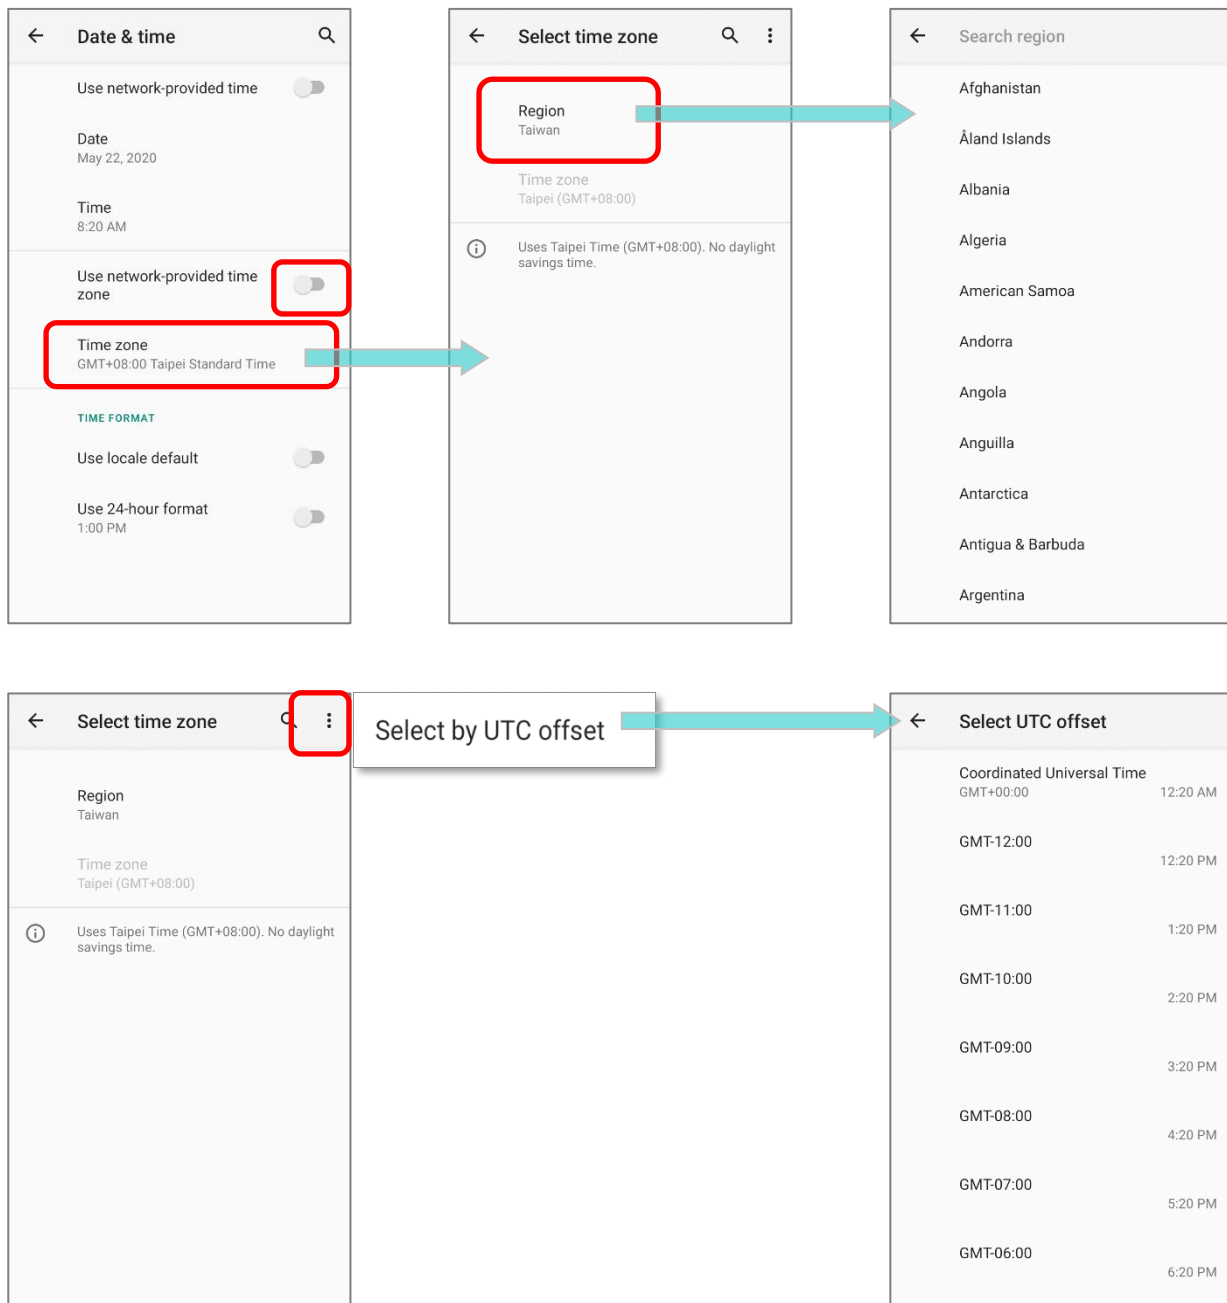 Date & time
Use network-provided time
Date
May 22, 2020
Time
8:20 AM
Use network-provided time
zone
Time zone
GMT+08:00 Taipei Standard Time
TIME FORMAT
Use locale default
Use 24-hour format
1:00 PM
Select time zone
Region
Taiwan
Time zone
Taipei (GMT+08:00)
Uses Taipei Time (GMT+08:00). No daylight
savings time.
Search region
Afghanistan
Åland Islands
Albania
Algeria
American Samoa
Andorra
Angola
Anguilla
Antarctica
Antigua & Barbuda
Argentina
Select time zone
Region
Taiwan
Time zone
Taipei (GMT+08:00)
Uses Taipei Time (GMT+08:00). No daylight
savings time.
Select by UTC offset
Select UTC offset
Coordinated Universal Time
GMT+00:00 12:20 AM
GMT-12:00
12:20 PM
GMT-11:00
1:20 PM
GMT-10:00
2:20 PM
GMT-09:00
3:20 PM
GMT-08:00
4:20 PM
GMT-07:00
5:20 PM
GMT-06:00
6:20 PM